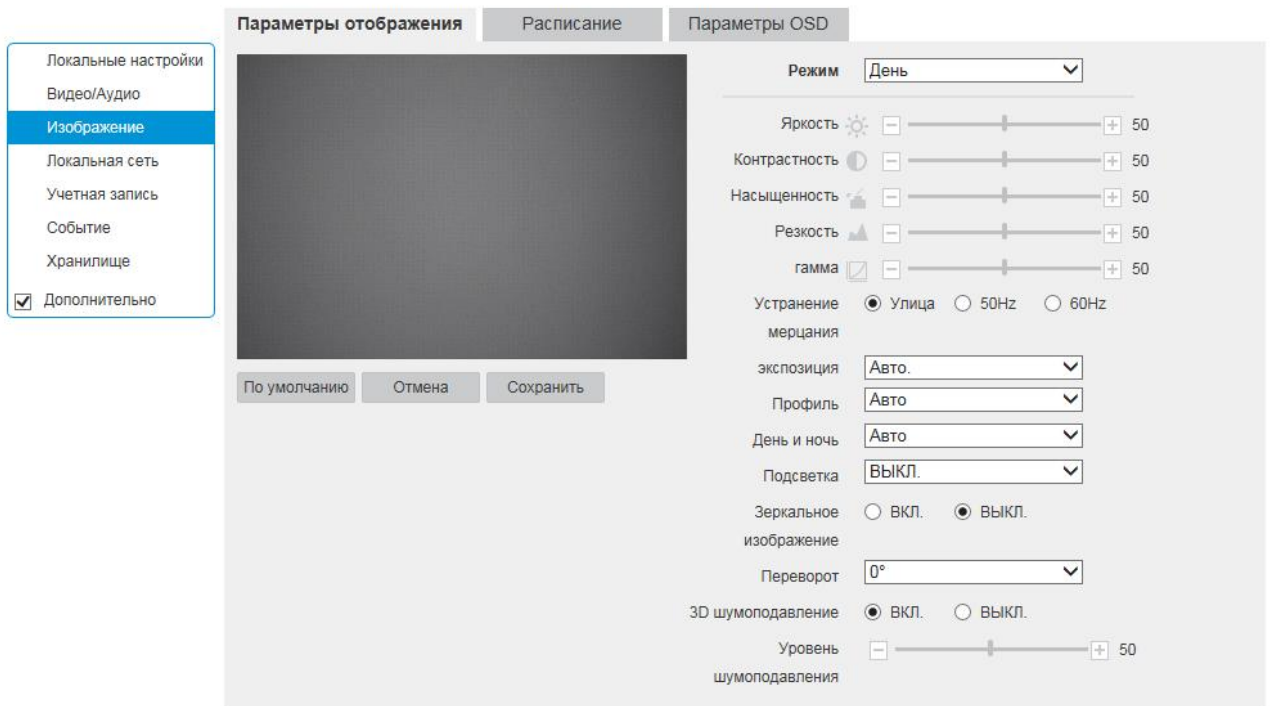 Параметры отображения Расписание Параметры OSD
Локальные настройки
Видео/Аудио
Изображение
Локальная сеть
Учетная запись
Событие
Хранилище
Дополнительно
По умолчанию Отмена Сохранить
Режим День
Яркость 50
Контрастность 50
Насыщенность 50
Резкость 50
гамма 50
Устранение Улица 50Hz 60Hz
мерцания
экспозиция Авто.
Профиль Авто
День и ночь Авто
Подсветка ВЫКЛ.
Зеркальное ВКЛ. ВЫКЛ.
изображение
Переворот 0°
3D шумоподавление ВКЛ. ВЫКЛ.
Уровень 50
шумоподавления